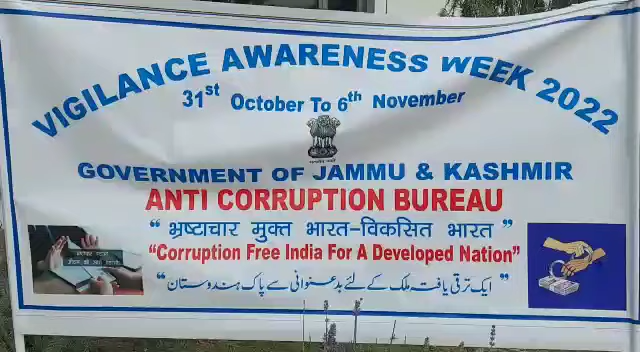 VIGILANCE AWARENESS WEEK 2022
31st October To 6th November
GOVERNMENT OF JAMMU & KASHMIR
ANTI CORRUPTION BUREAU
“ भ्रष्टाचार मुक्त भारत-विकसित भारत ”
“Corruption Free India For A Developed Nation”
“ ایک ترقی یافتہ ملک کے لئے بدعنوانی سے پاک ہندوستان ”